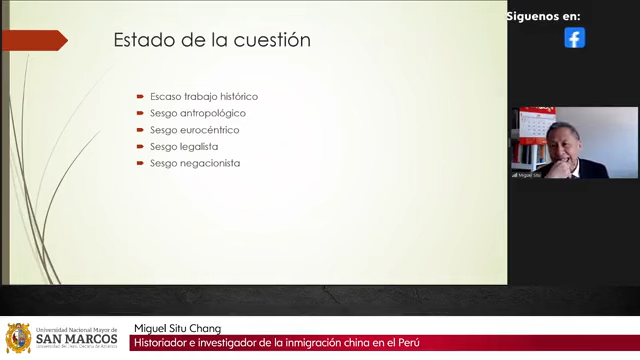 Síguenos en:
Estado de la cuestión
Escaso trabajo histórico
Sesgo antropológico
Sesgo eurocéntrico
Sesgo legalista
Sesgo negacionista
Miguel Situ
Universidad Nacional Mayor de
SAN MARCOS
Miguel Situ Chang
Historiador e investigador de la inmigración china en el Perú